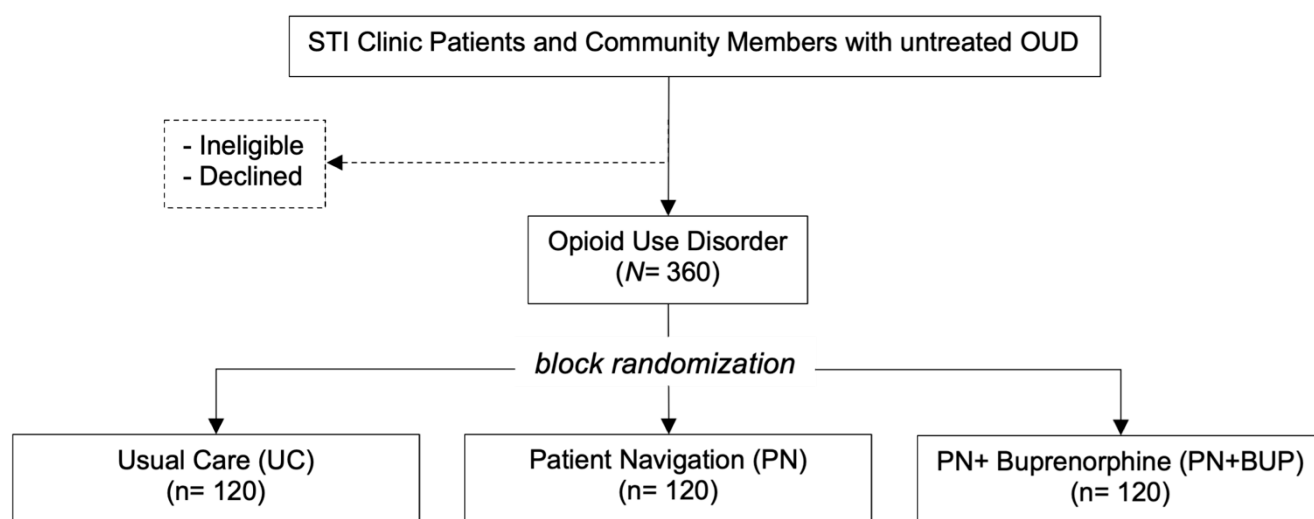 STI Clinic Patients and Community Members with untreated OUD
- Ineligible
- Declined
Opioid Use Disorder
(N= 360)
block randomization
Usual Care (UC)
(n= 120)
Patient Navigation (PN)
(n= 120)
PN+ Buprenorphine (PN+BUP)
(n= 120)